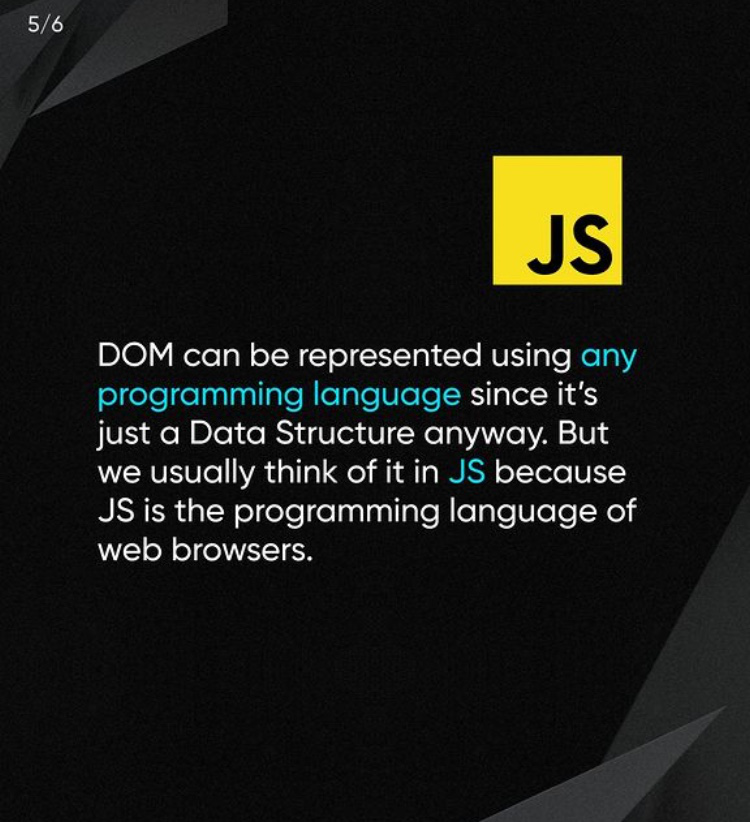 5/6
JS
DOM can be represented using any
programming language since it's
just a Data Structure anyway. But
we usually think of it in JS because
JS is the programming language of
web browsers.